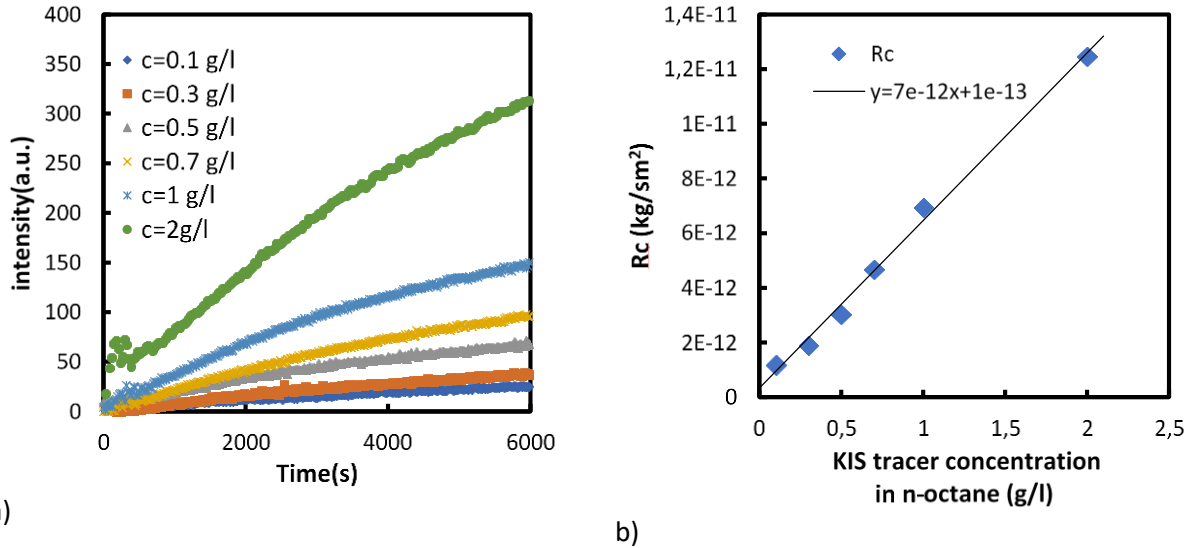 400
350
300
250
200
150
100
50
0
intensity(a.u.)
c=0.1 g/l
c=0.3 g/l
c=0.5 g/l
c=0.7 g/l
c=1 g/l
c=2g/l
0 2000 4000 6000
Time(s)
1,4E-11
1,2E-11
1E-11
8E-12
6E-12
4E-12
2E-12
0
Rc (kg/sm²)
Rc
y=7e-12x+1e-13
0 0,5 1 1,5 2 2,5
KIS tracer concentration
in n-octane (g/l)
b)